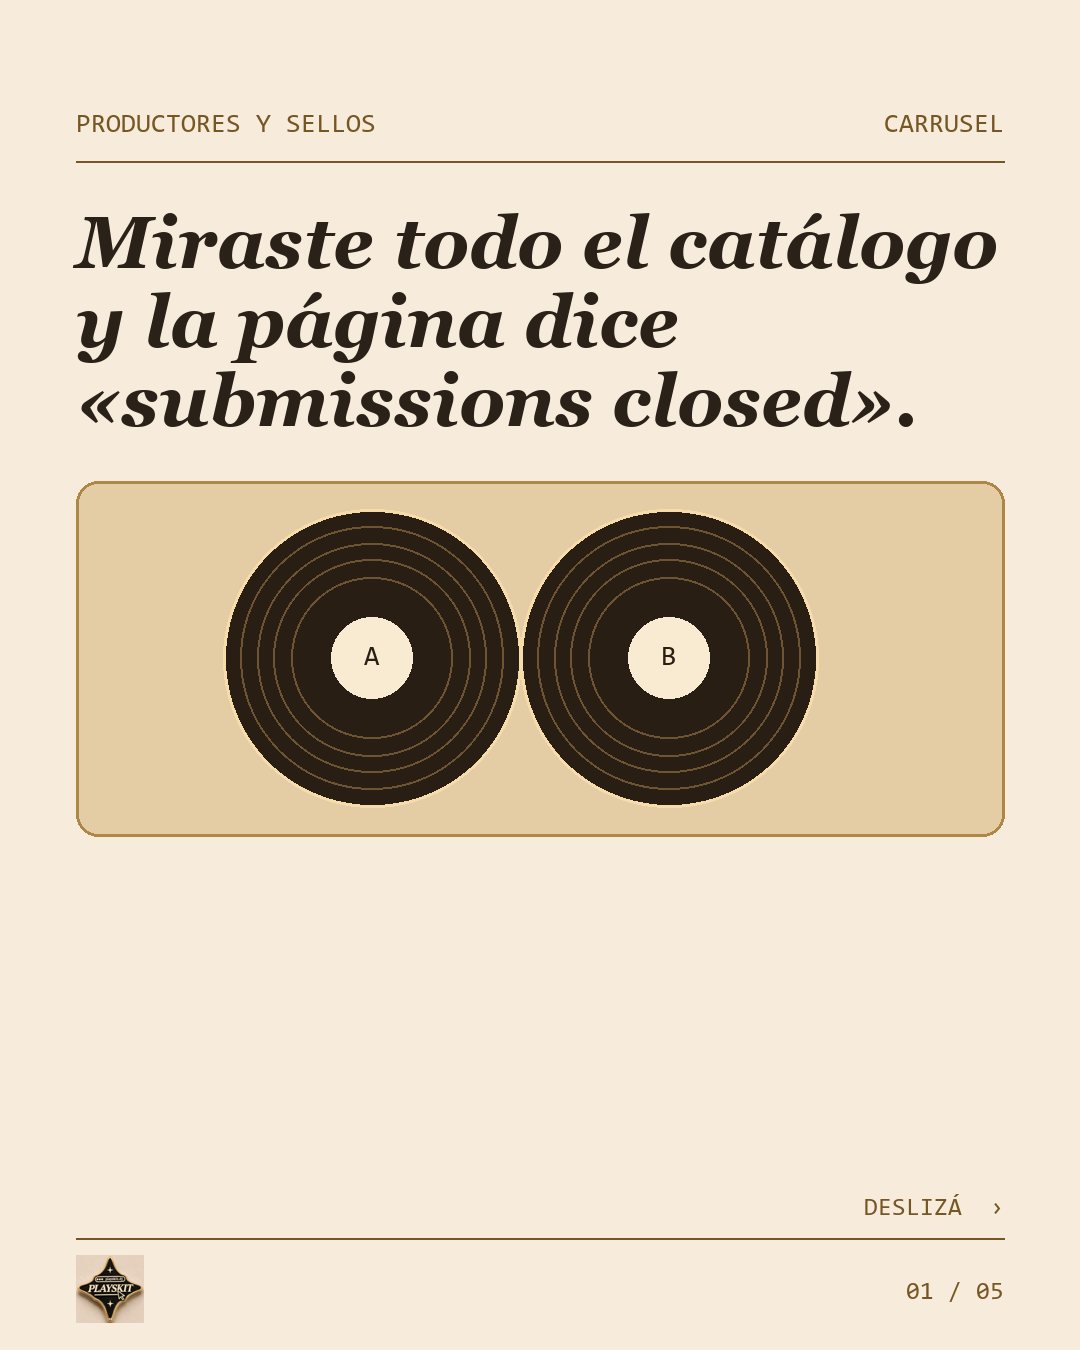 PRODUCTORES Y SELLOS
CARRUSEL
Miraste todo el catálogo
y la página dice
«submissions closed».
A
B
DESLIZÁ ›
PLAYSKIT
01 / 05